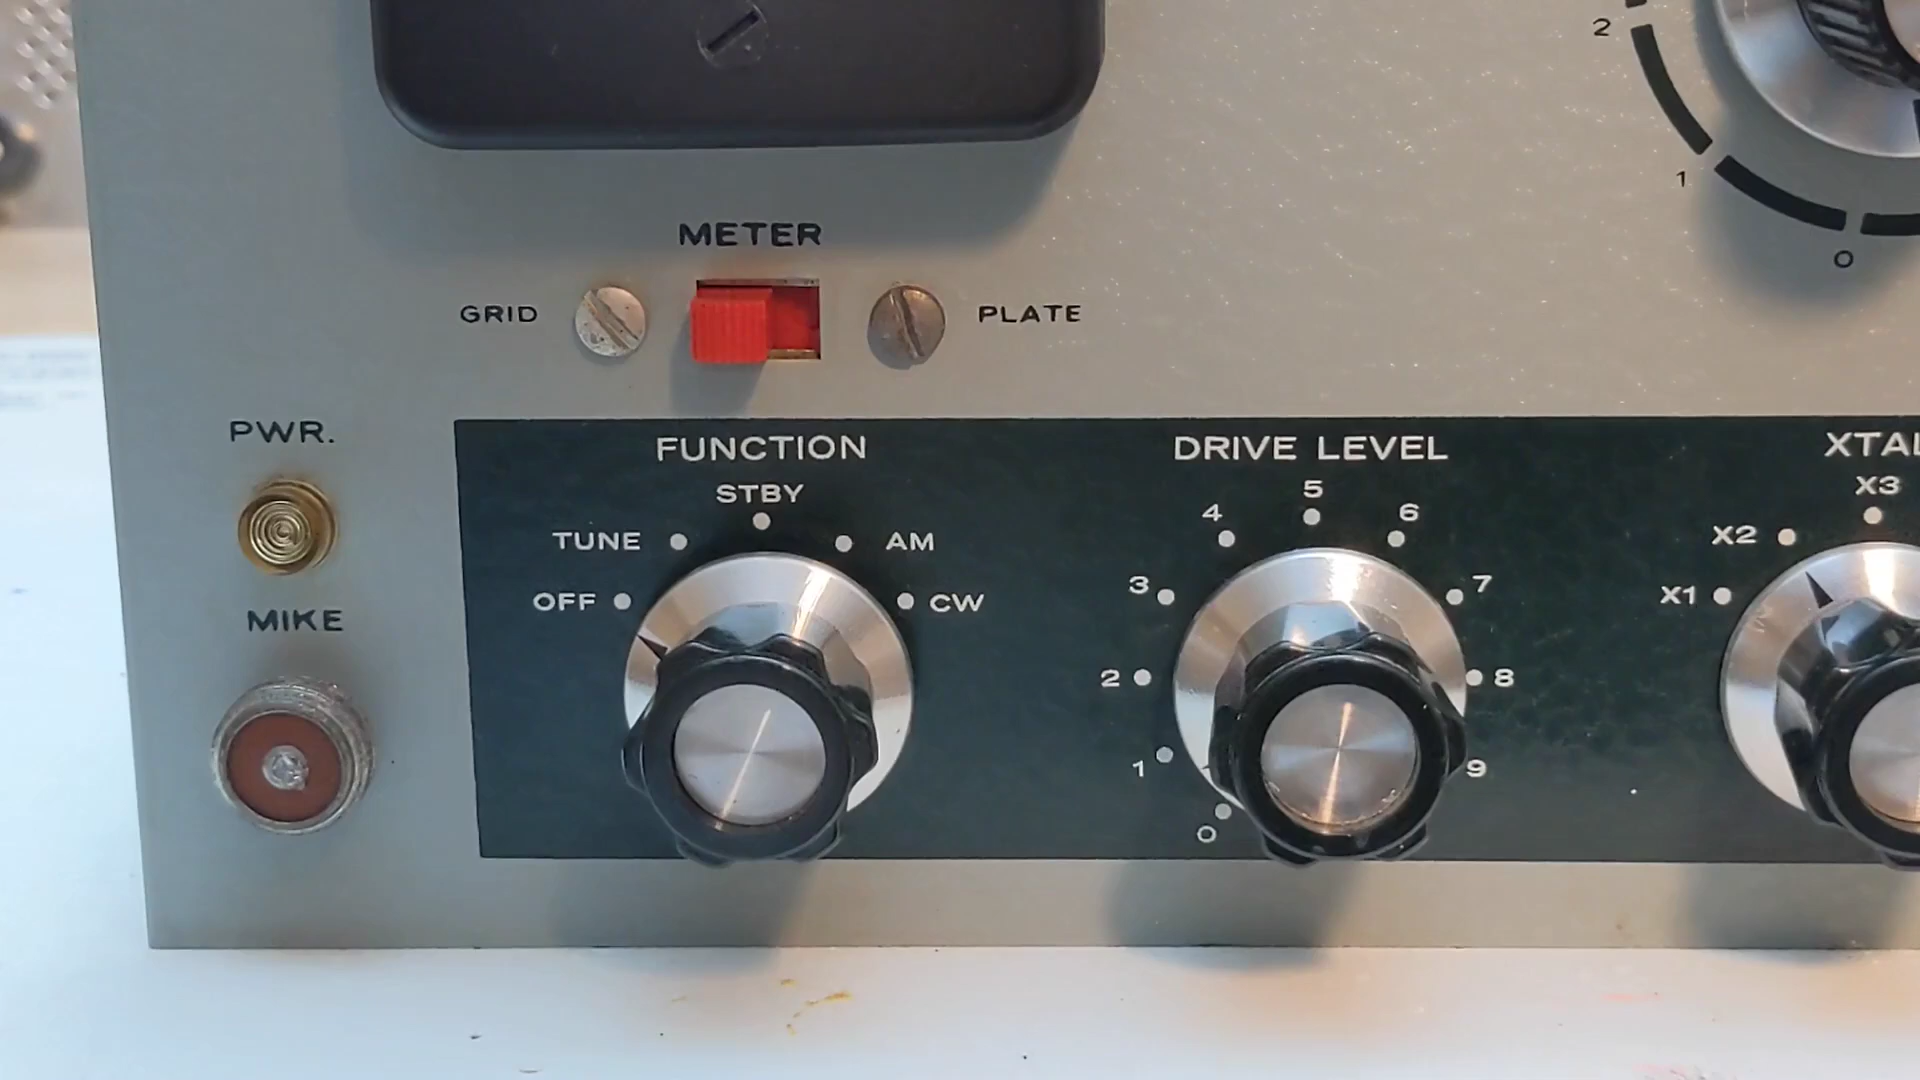 2
1
0
METER
GRID
PLATE
PWR.
MIKE
FUNCTION
STBY
TUNE
AM
OFF
CW
DRIVE LEVEL
5
4
6
3
7
2
8
1
9
0
XTAL
X3
X2
X1